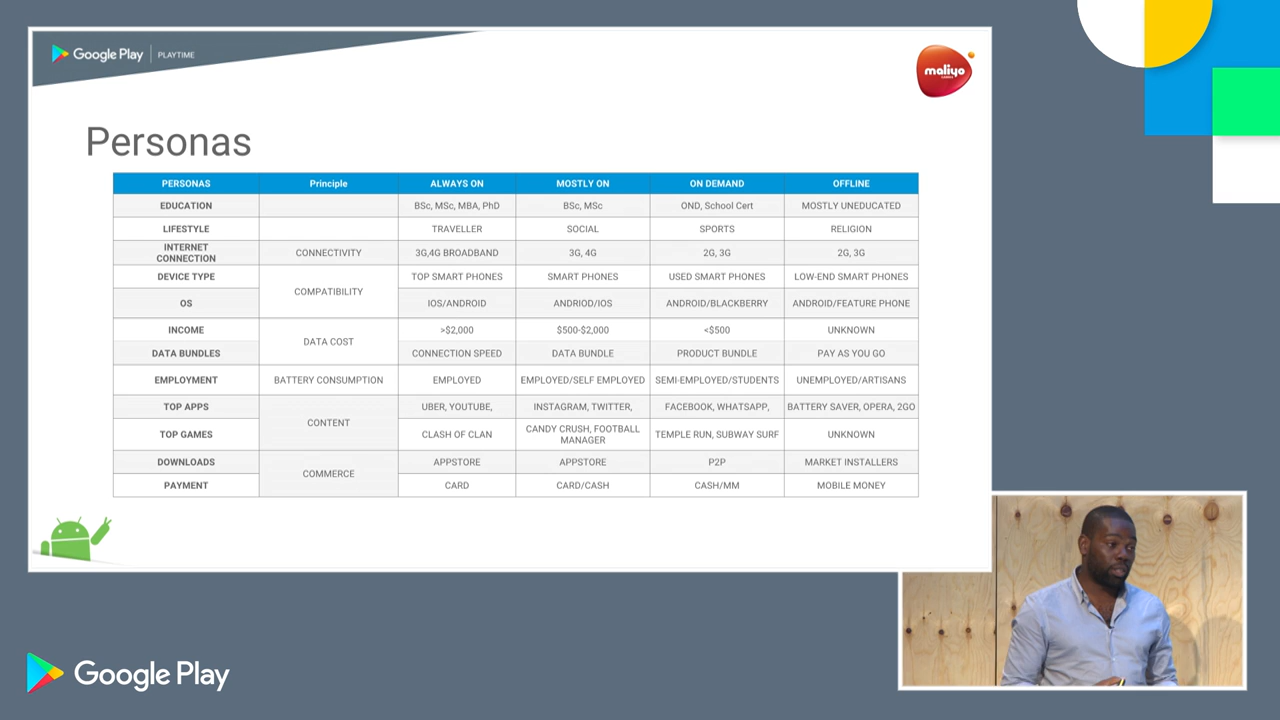 Google Play | PLAYTIME
maliyo
Personas
PERSONAS Principle ALWAYS ON MOSTLY ON ON DEMAND OFFLINE
EDUCATION BSc, MSc, MBA, PhD BSc, MSc OND, School Cert MOSTLY UNEDUCATED
LIFESTYLE TRAVELLER SOCIAL SPORTS RELIGION
INTERNET
CONNECTION CONNECTIVITY 3G,4G BROADBAND 3G, 4G 2G, 3G 2G, 3G
DEVICE TYPE TOP SMART PHONES SMART PHONES USED SMART PHONES LOW-END SMART PHONES
COMPATIBILITY
OS IOS/ANDROID ANDRIOD/IOS ANDROID/BLACKBERRY ANDROID/FEATURE PHONE
INCOME >$2,000 $500-$2,000 <$500 UNKNOWN
DATA COST
DATA BUNDLES CONNECTION SPEED DATA BUNDLE PRODUCT BUNDLE PAY AS YOU GO
EMPLOYMENT BATTERY CONSUMPTION EMPLOYED EMPLOYED/SELF EMPLOYED SEMI-EMPLOYED/STUDENTS UNEMPLOYED/ARTISANS
TOP APPS UBER, YOUTUBE, INSTAGRAM, TWITTER, FACEBOOK, WHATSAPP, BATTERY SAVER, OPERA, 2GO
CONTENT
TOP GAMES CLASH OF CLAN CANDY CRUSH, FOOTBALL
MANAGER TEMPLE RUN, SUBWAY SURF UNKNOWN
DOWNLOADS APPSTORE APPSTORE P2P MARKET INSTALLERS
COMMERCE
PAYMENT CARD CARD/CASH CASH/MM MOBILE MONEY
Google Play